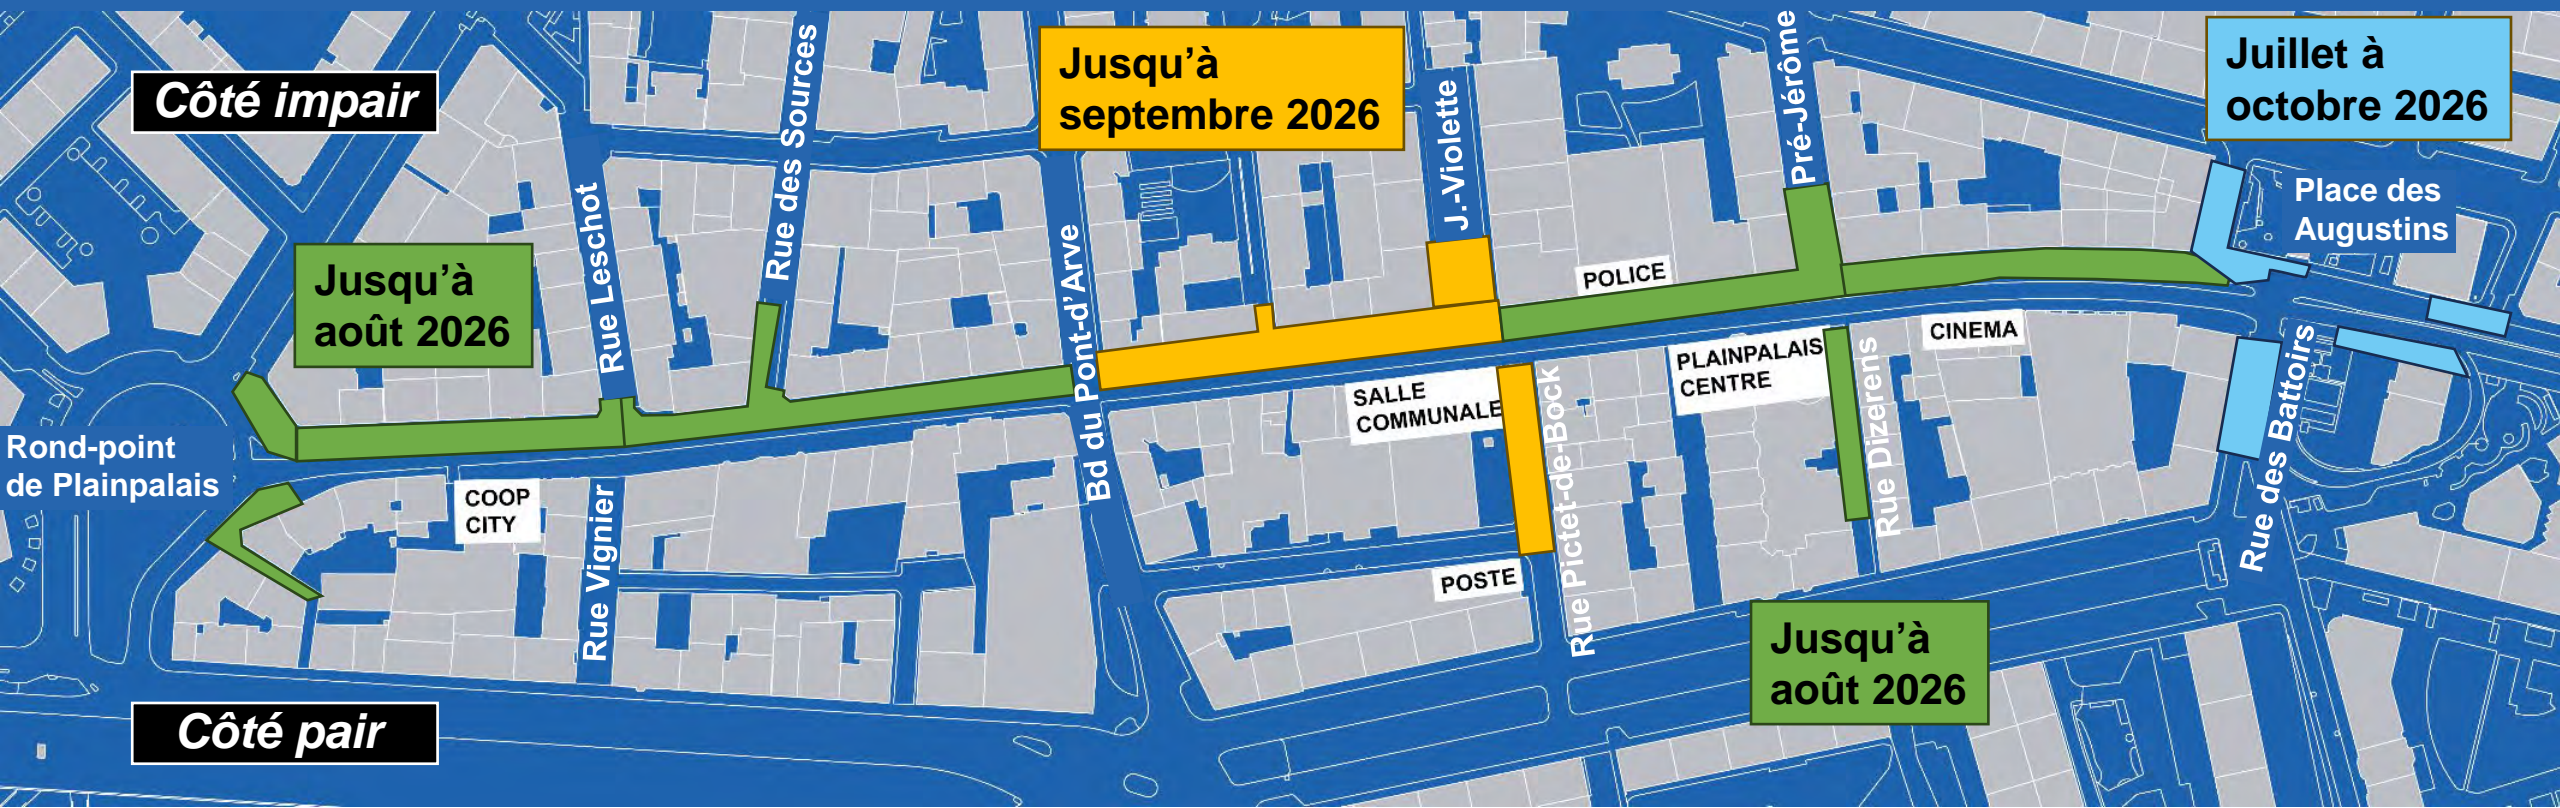 Côté impair
Jusqu'à
septembre 2026
Juillet à
octobre 2026
Rue des Sources
J.-Violette
Pré-Jérôme
Place des
Augustins
Jusqu'à
août 2026
Rue Leschot
Bd du Pont-d'Arve
POLICE
CINEMA
PLAINPALAIS
CENTRE
SALLE
COMMUNALE
Rue Pictet-de-Bock
Rue Dizerens
Rue des Battoirs
Rond-point
de Plainpalais
COOP
CITY
Rue Vignier
POSTE
Jusqu'à
août 2026
Côté pair